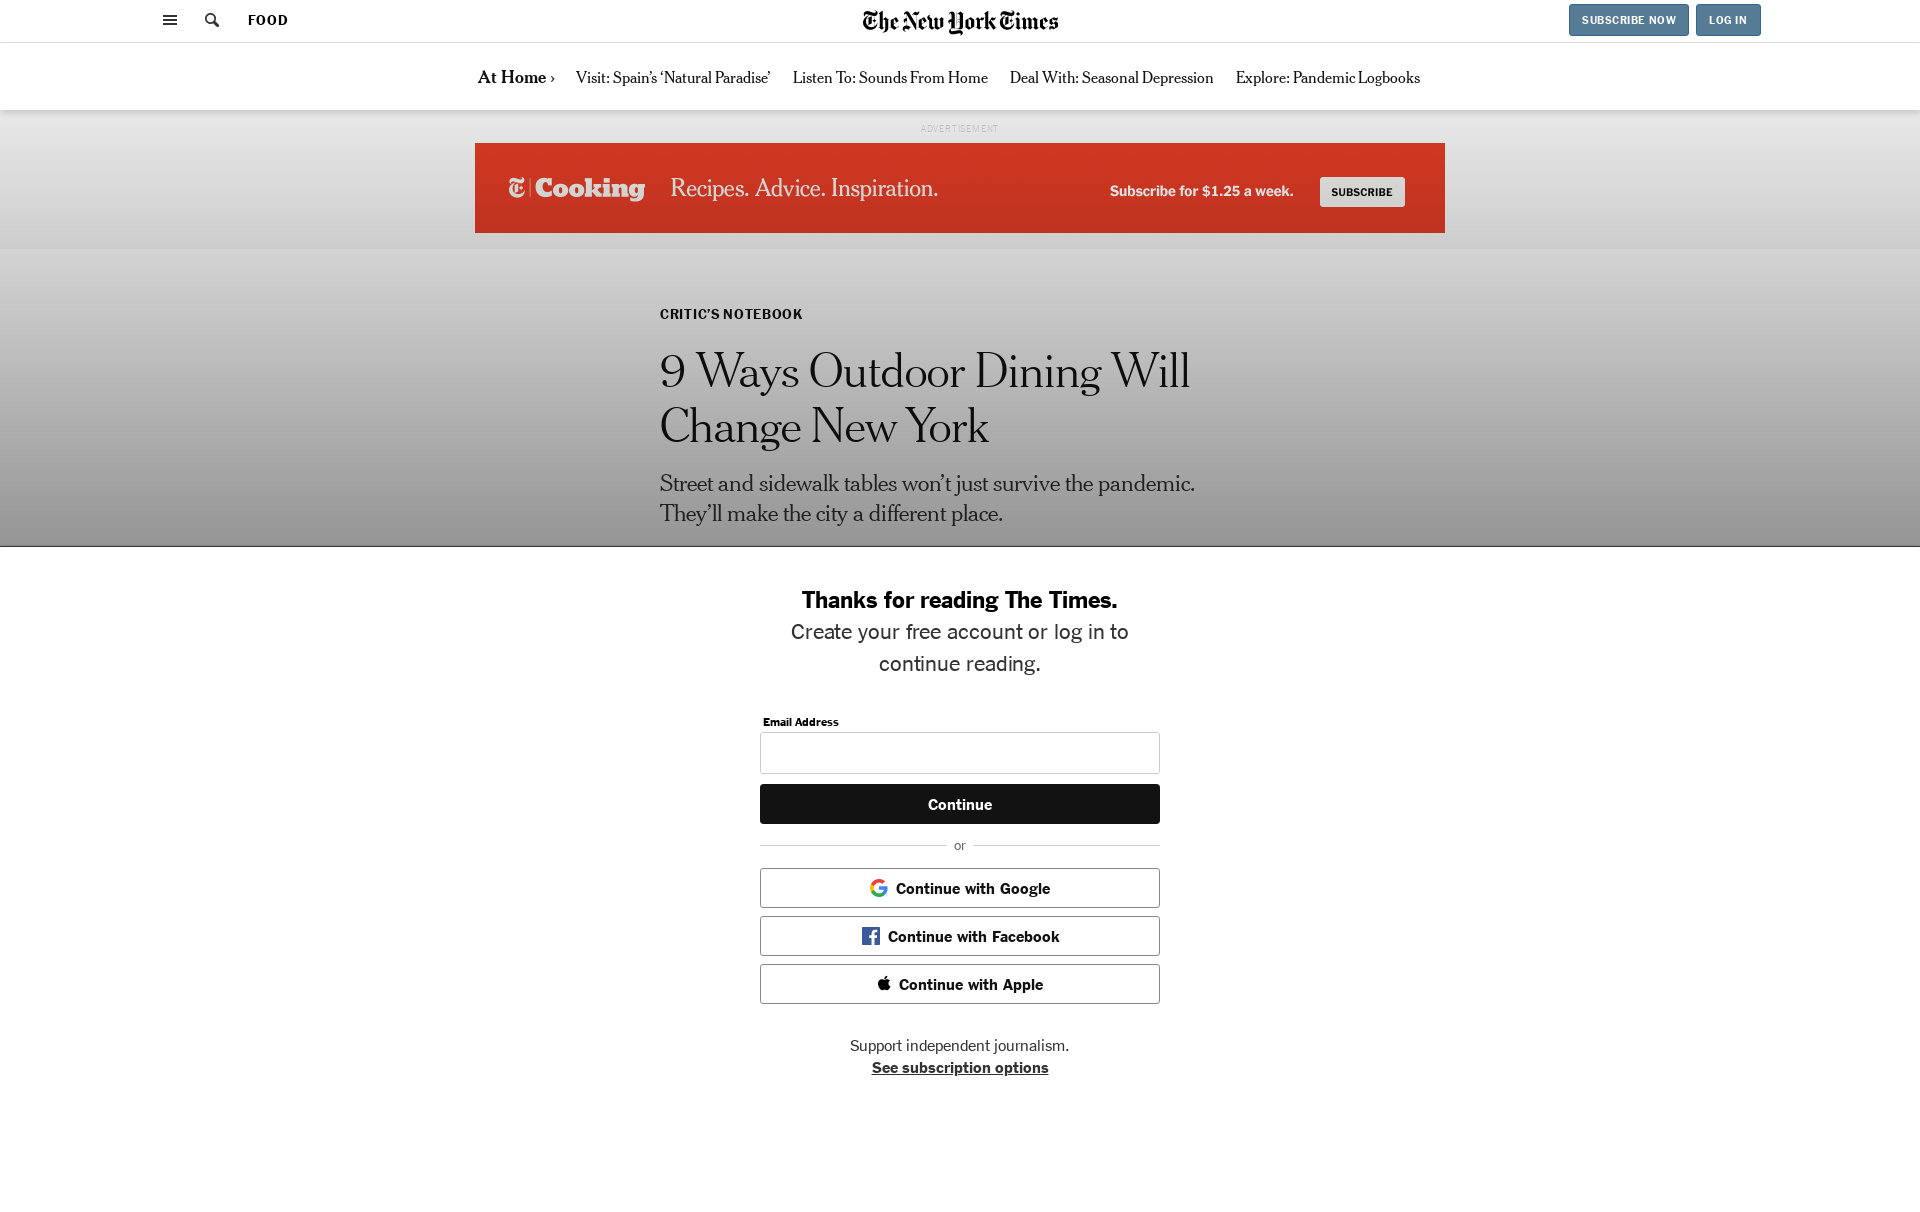 FOOD
The New York Times
SUBSCRIBE NOW
LOG IN
At Home › Visit: Spain’s ‘Natural Paradise’ Listen To: Sounds From Home Deal With: Seasonal Depression Explore: Pandemic Logbooks
ADVERTISEMENT
T Cooking Recipes. Advice. Inspiration. Subscribe for $1.25 a week. SUBSCRIBE
CRITIC’S NOTEBOOK
9 Ways Outdoor Dining Will
Change New York
Street and sidewalk tables won’t just survive the pandemic.
They’ll make the city a different place.
Thanks for reading The Times.
Create your free account or log in to
continue reading.
Email Address
Continue
or
Continue with Google
Continue with Facebook
Continue with Apple
Support independent journalism.
See subscription options